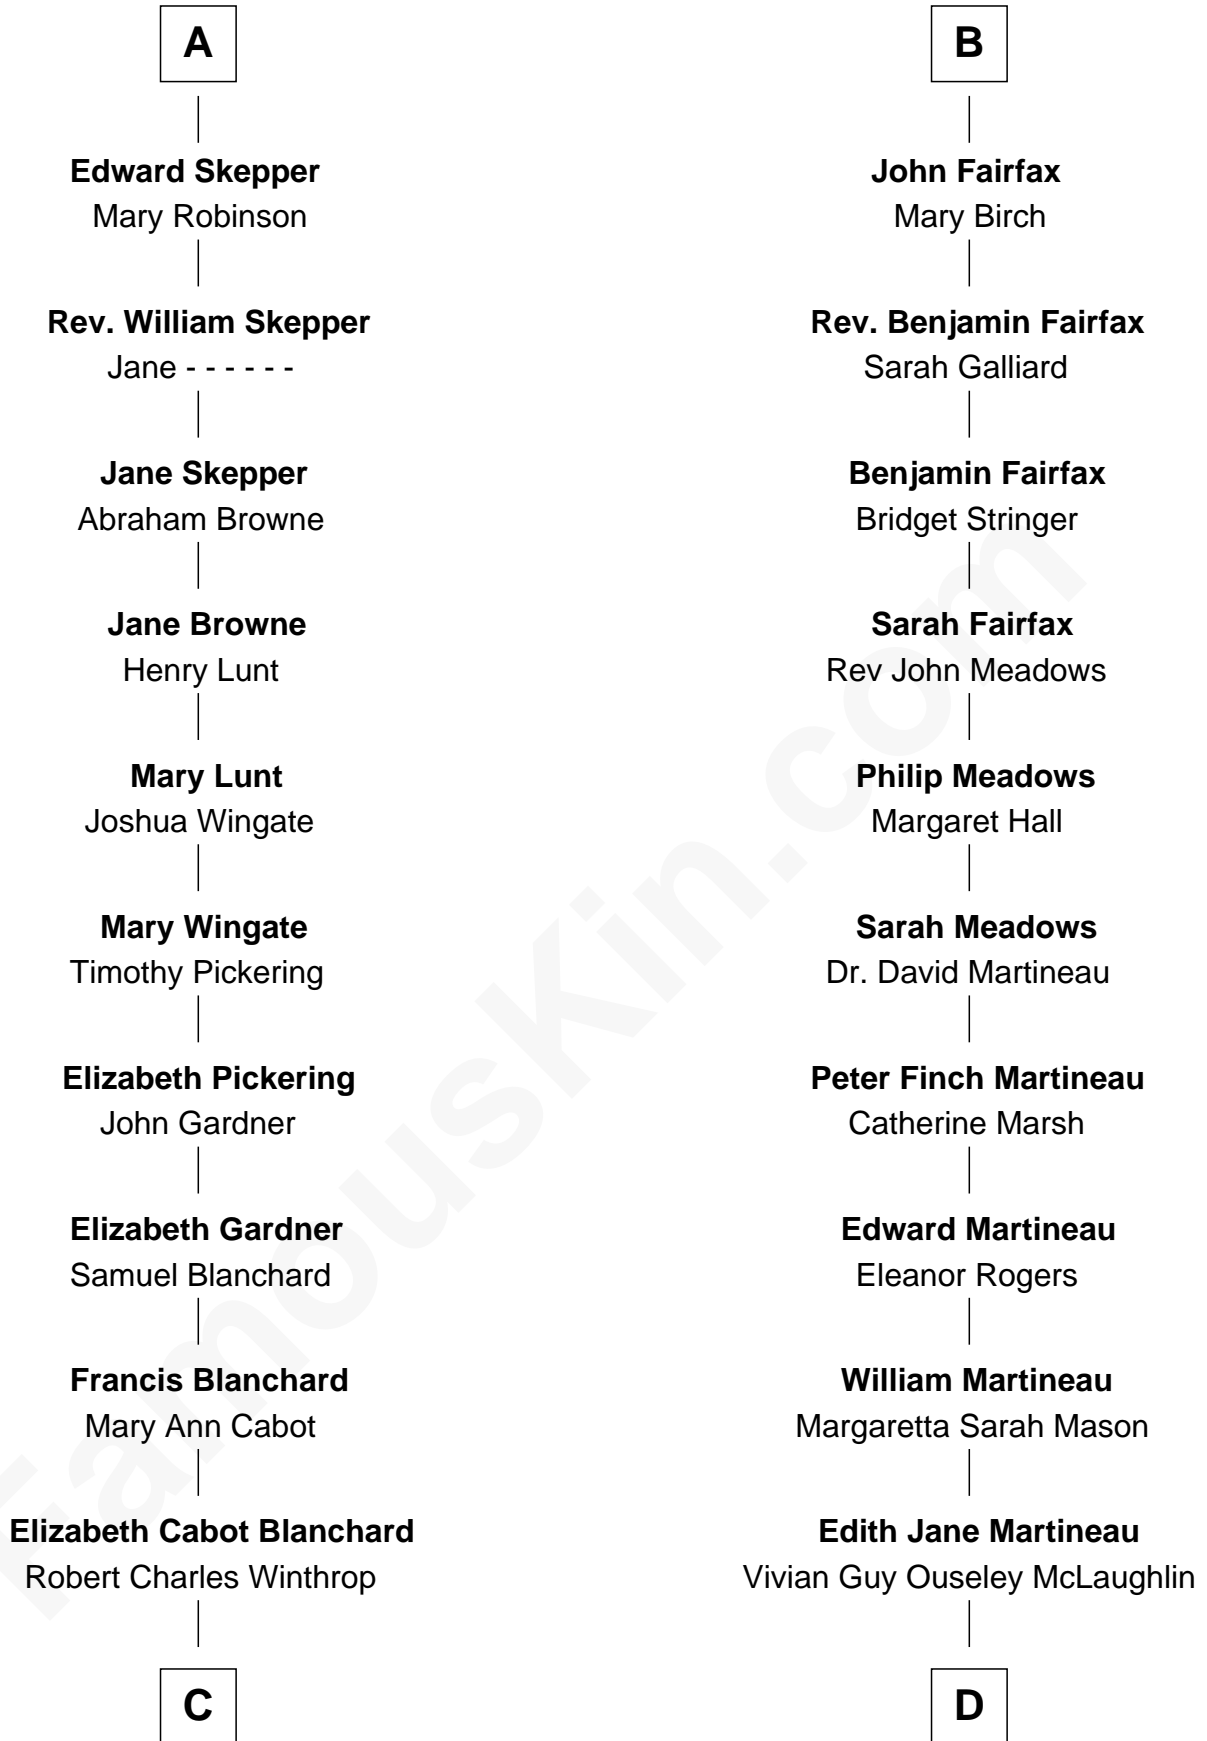 A
Edward Skepper
Mary Robinson
Rev. William Skepper
Jane - - - - - -
Jane Skepper
Abraham Browne
Jane Browne
Henry Lunt
Mary Lunt
Joshua Wingate
Mary Wingate
Timothy Pickering
Elizabeth Pickering
John Gardner
Elizabeth Gardner
Samuel Blanchard
Francis Blanchard
Mary Ann Cabot
Elizabeth Cabot Blanchard
Robert Charles Winthrop
C
B
John Fairfax
Mary Birch
Rev. Benjamin Fairfax
Sarah Galliard
Benjamin Fairfax
Bridget Stringer
Sarah Fairfax
Rev John Meadows
Philip Meadows
Margaret Hall
Sarah Meadows
Dr. David Martineau
Peter Finch Martineau
Catherine Marsh
Edward Martineau
Eleanor Rogers
William Martineau
Margaretta Sarah Mason
Edith Jane Martineau
Vivian Guy Ouseley McLaughlin
D
FamousKin.com